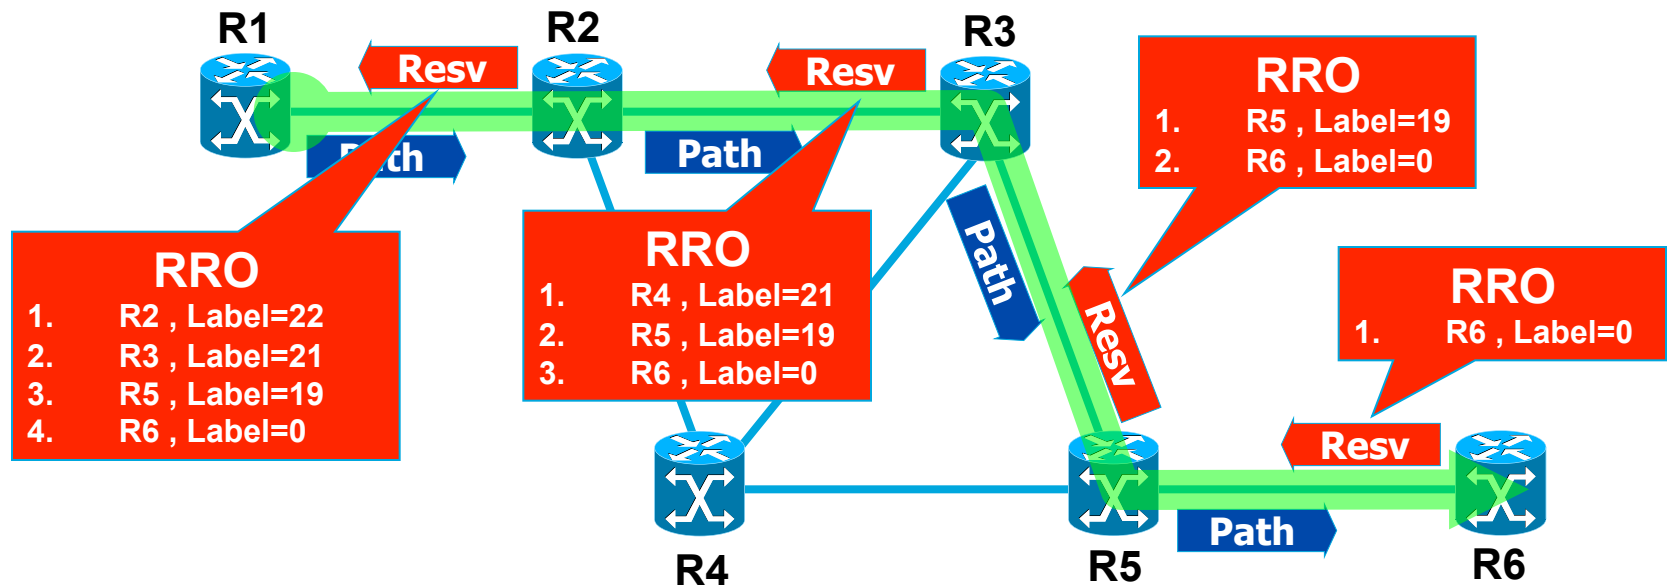 R1
R2
R3
Resv
Resv
Path
Path
RRO
1. R5 , Label=19
2. R6 , Label=0
RRO
1. R2 , Label=22
2. R3 , Label=21
3. R5 , Label=19
4. R6 , Label=0
RRO
1. R4 , Label=21
2. R5 , Label=19
3. R6 , Label=0
Path
Resv
RRO
1. R6 , Label=0
Resv
Path
R4
R5
R6